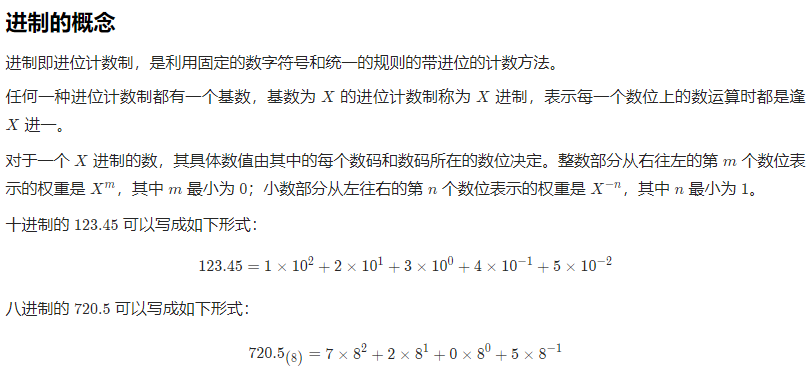 进制的概念
进制即进位计数制，是利用固定的数字符号和统一的规则的带进位的计数方法。
任何一种进位计数制都有一个基数，基数为 X 的进位计数制称为 X 进制，表示每一个数位上的数运算时都是逢
X 进一。
对于一个 X 进制的数，其具体数值由其中的每个数码和数码所在的数位决定。整数部分从右往左的第 m 个数位表
示的权重是 X^m，其中 m 最小为 0；小数部分从左往右的第 n 个数位表示的权重是 X^{-n}，其中 n 最小为 1。
十进制的 123.45 可以写成如下形式：
123.45 = 1 × 10^2 + 2 × 10^1 + 3 × 10^0 + 4 × 10^{-1} + 5 × 10^{-2}
八进制的 720.5 可以写成如下形式：
720.5_{(8)} = 7 × 8^2 + 2 × 8^1 + 0 × 8^0 + 5 × 8^{-1}